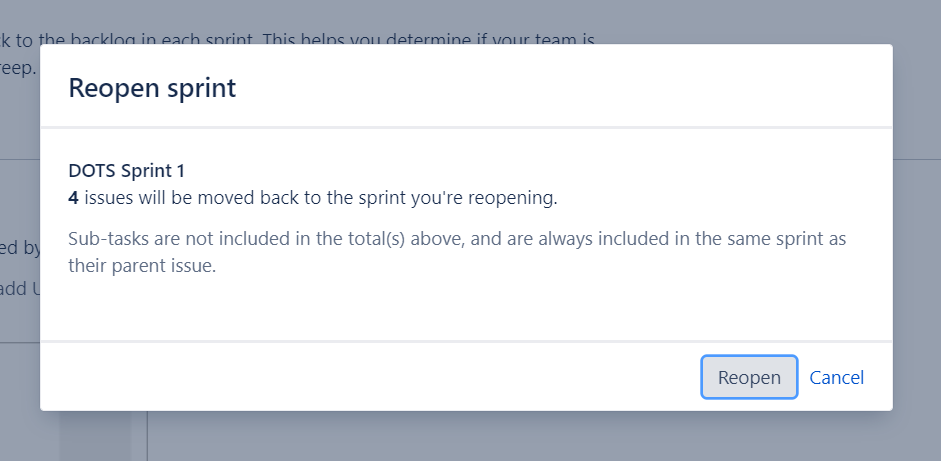 k to the backlog in each sprint. This helps you determine if your team is
eep.
Reopen sprint
DOTS Sprint 1
4 issues will be moved back to the sprint you're reopening.
Sub-tasks are not included in the total(s) above, and are always included in the same sprint as
their parent issue.
ed by
add U
Reopen Cancel